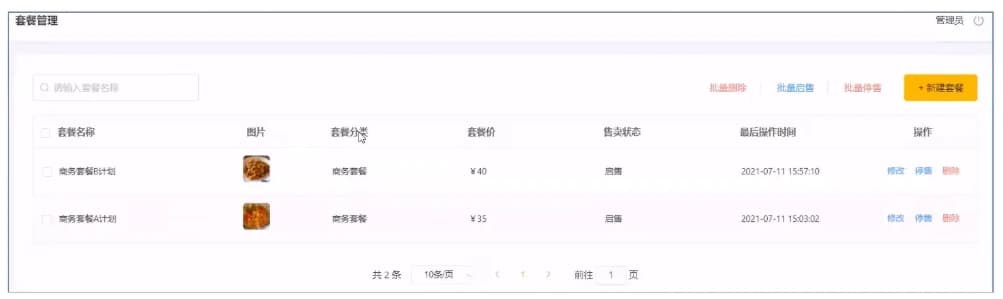 套餐管理 管理员
请输入套餐名称 批量删除 批量启售 批量停售 + 新建套餐
套餐名称 图片 套餐分类 套餐价 售卖状态 最后操作时间 操作
商务套餐B计划 商务套餐 ¥40 启售 2021-07-11 15:57:10 修改 停售 删除
商务套餐A计划 商务套餐 ¥35 启售 2021-07-11 15:03:02 修改 停售 删除
共 2 条 10条/页 1 前往 1 页